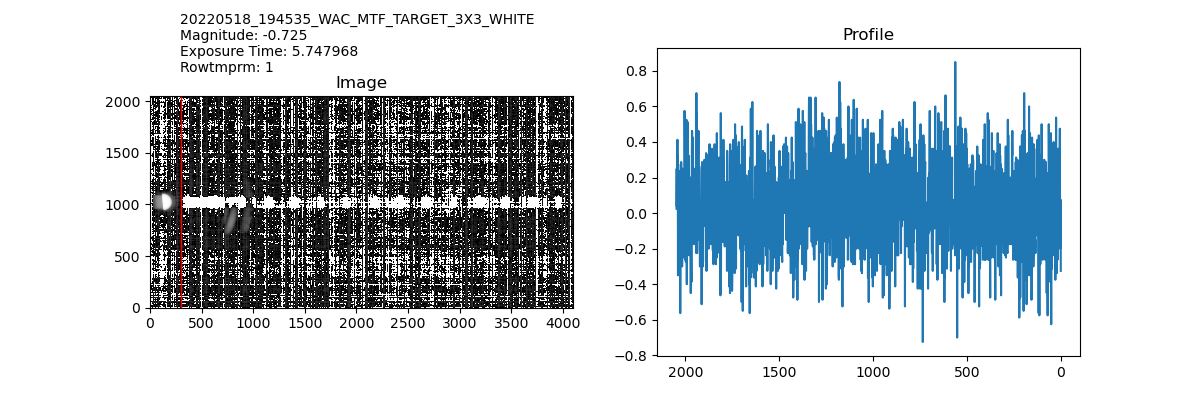 20220518_194535_WAC_MTF_TARGET_3X3_WHITE
Magnitude: -0.725
Exposure Time: 5.747968
Rowtmprm: 1
Image
2000
1500
1000
500
0
0 500 1000 1500 2000 2500 3000 3500 4000
Profile
0.8
0.6
0.4
0.2
0.0
−0.2
−0.4
−0.6
−0.8
2000 1500 1000 500 0